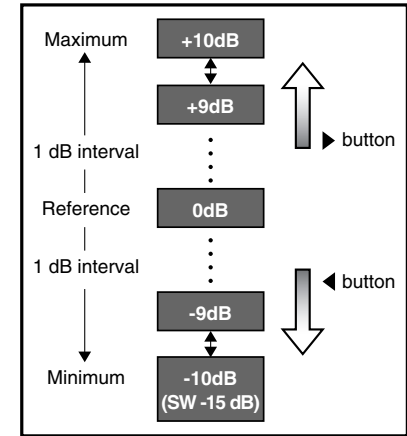 Maximum
+10dB
+9dB
▶ button
1 dB interval
Reference
0dB
1 dB interval
◀ button
-9dB
Minimum
-10dB
(SW -15 dB)